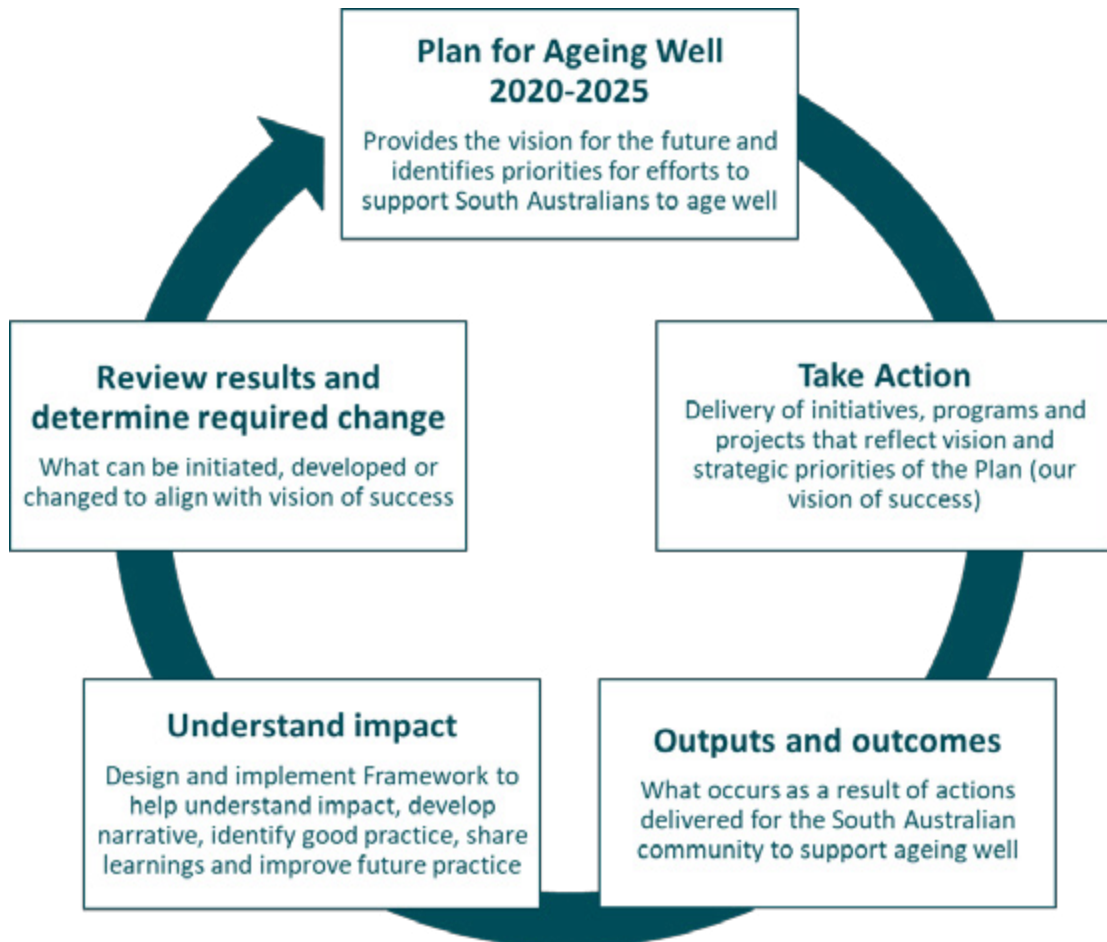 Plan for Ageing Well
2020-2025
Provides the vision for the future and
identifies priorities for efforts to
support South Australians to age well
Take Action
Delivery of initiatives, programs and
projects that reflect vision and
strategic priorities of the Plan (our
vision of success)
Outputs and outcomes
What occurs as a result of actions
delivered for the South Australian
community to support ageing well
Understand impact
Design and implement Framework to
help understand impact, develop
narrative, identify good practice, share
learnings and improve future practice
Review results and
determine required change
What can be initiated, developed or
changed to align with vision of success